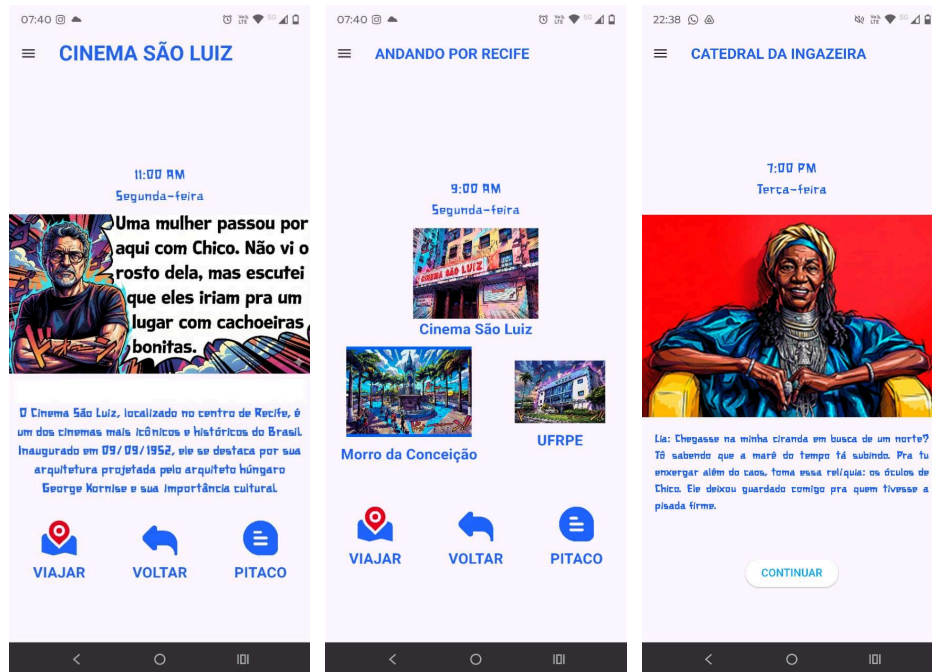 07:40
VoLTE 5G
CINEMA SÃO LUIZ
11:00 AM
Segunda-feira
Uma mulher passou por
aqui com Chico. Não vi o
rosto dela, mas escutei
que eles iriam pra um
lugar com cachoeiras
bonitas.
O Cinema São Luiz, localizado no centro de Recife, é
um dos cinemas mais icônicos e históricos do Brasil.
Inaugurado em 09/09/1952, ele se destaca por sua
arquitetura projetada pelo arquiteto húngaro
George Kornise e sua importância cultural.
VIAJAR
VOLTAR
PITACO
07:40
VoLTE 5G
ANDANDO POR RECIFE
9:00 AM
Segunda-feira
CINEMA SÃO LUIZ
Cinema São Luiz
Morro da Conceição
UFRPE
VIAJAR
VOLTAR
PITACO
22:38
VoLTE 5G
CATEDRAL DA INGAZEIRA
7:00 PM
Terça-feira
Lia: Chegasse na minha ciranda em busca de um norte?
Tô sabendo que a maré do tempo tá subindo. Pra tu
enxergar além do caos, toma essa relíquia: os óculos de
Chico. Ele deixou guardado comigo pra quem tivesse a
pisada firme.
CONTINUAR